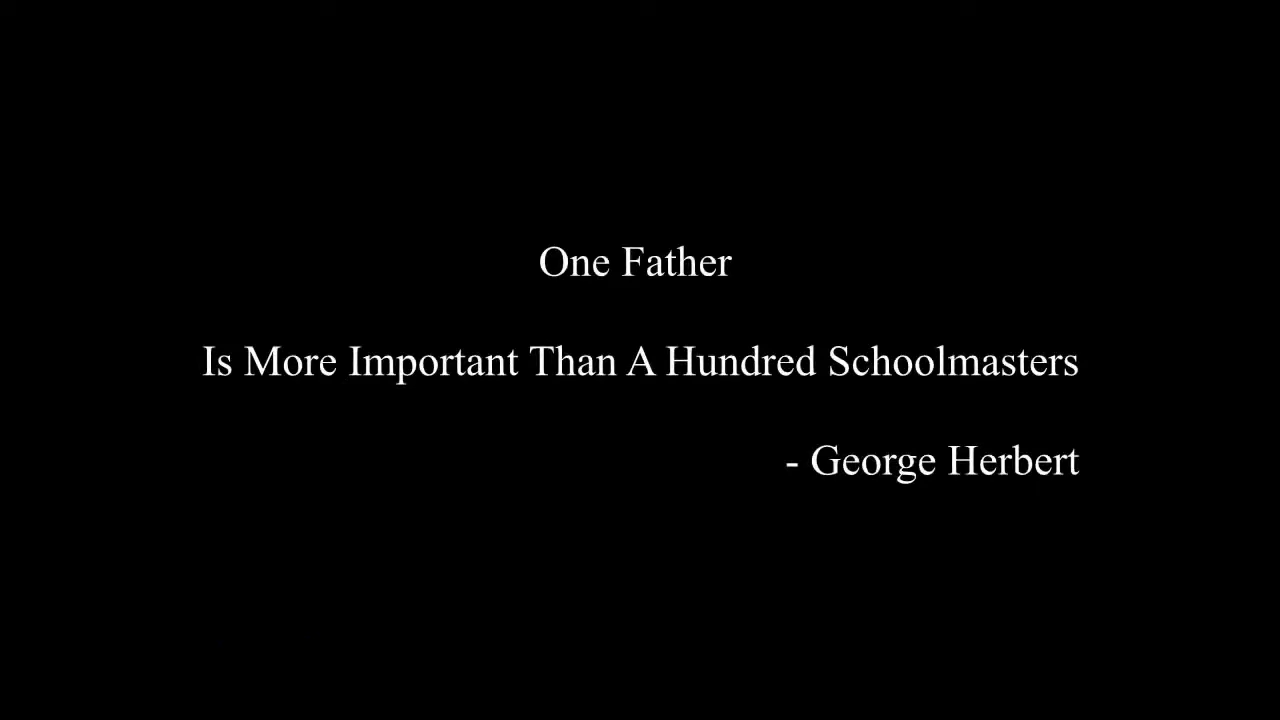 One Father
Is More Important Than A Hundred Schoolmasters
- George Herbert